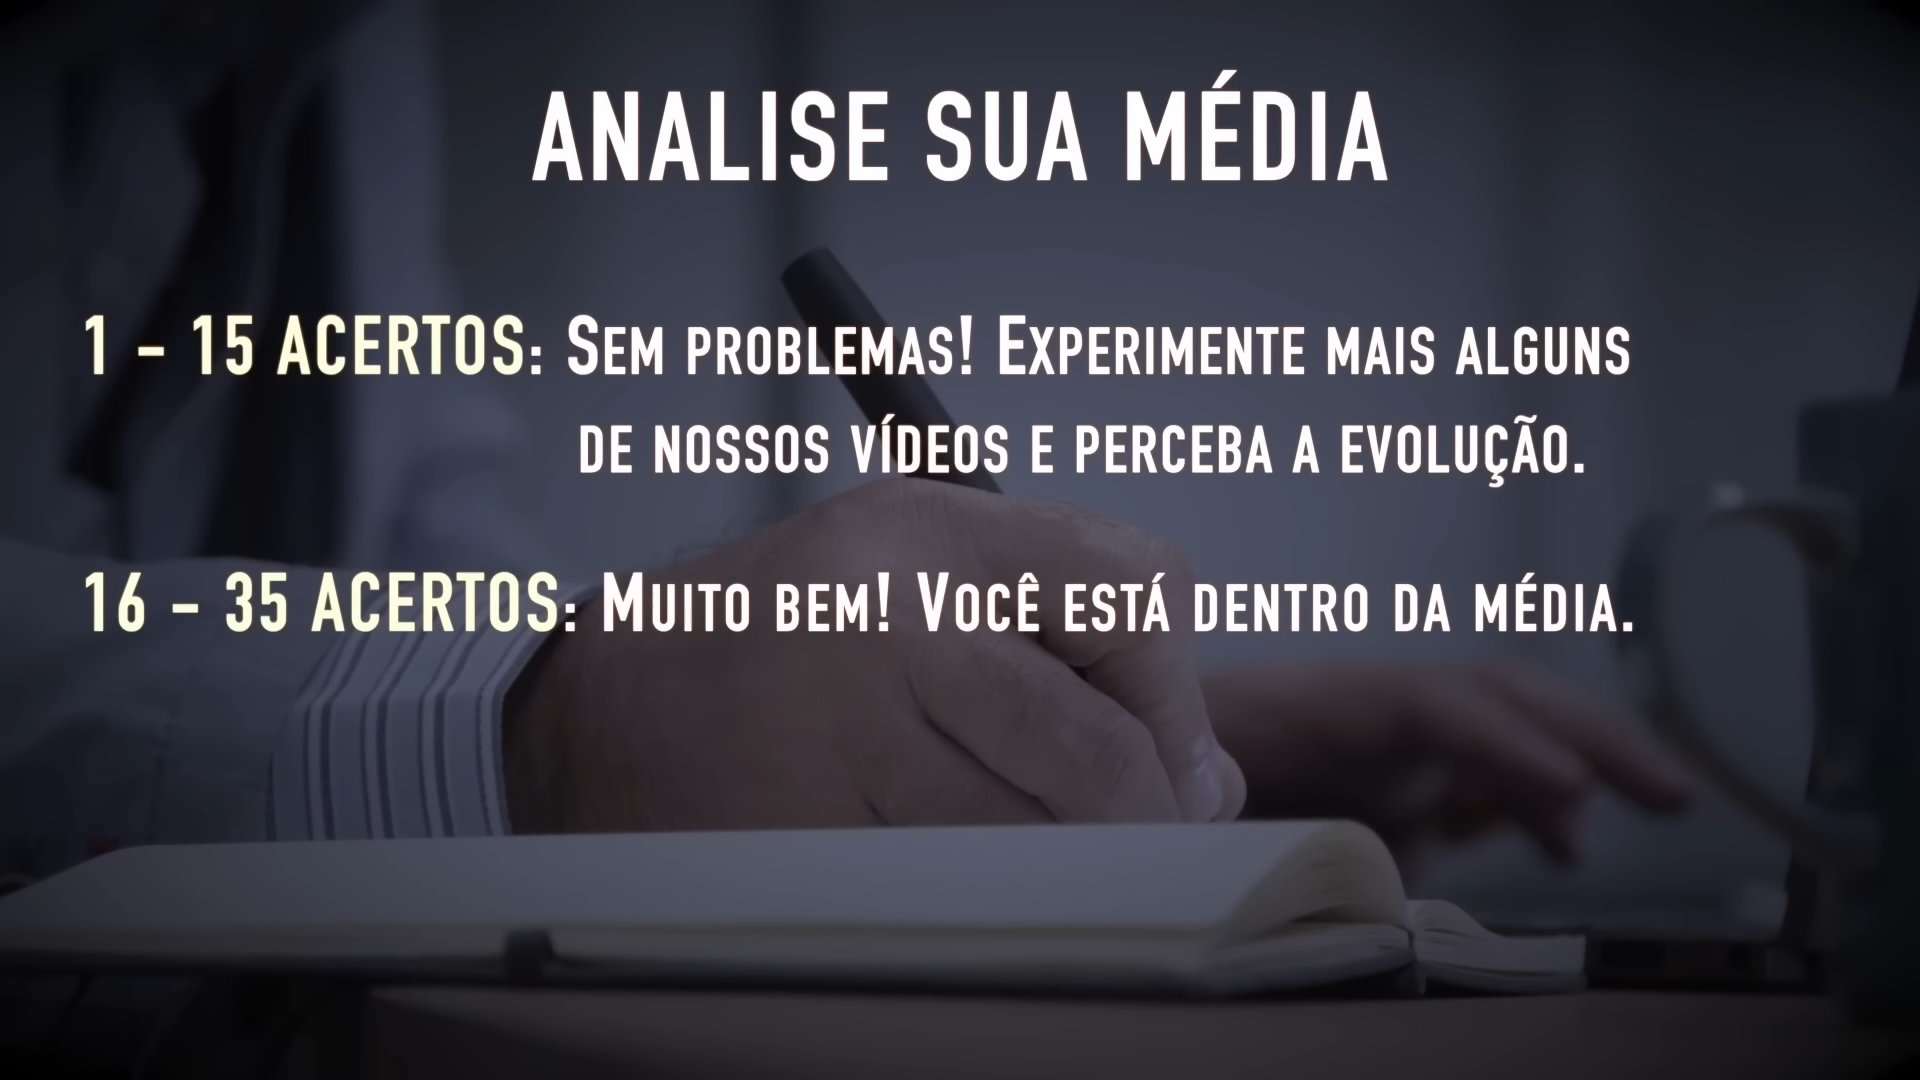 ANALISE SUA MÉDIA
1 - 15 ACERTOS: SEM PROBLEMAS! EXPERIMENTE MAIS ALGUNS
DE NOSSOS VÍDEOS E PERCEBA A EVOLUÇÃO.
16 - 35 ACERTOS: MUITO BEM! VOCÊ ESTÁ DENTRO DA MÉDIA.